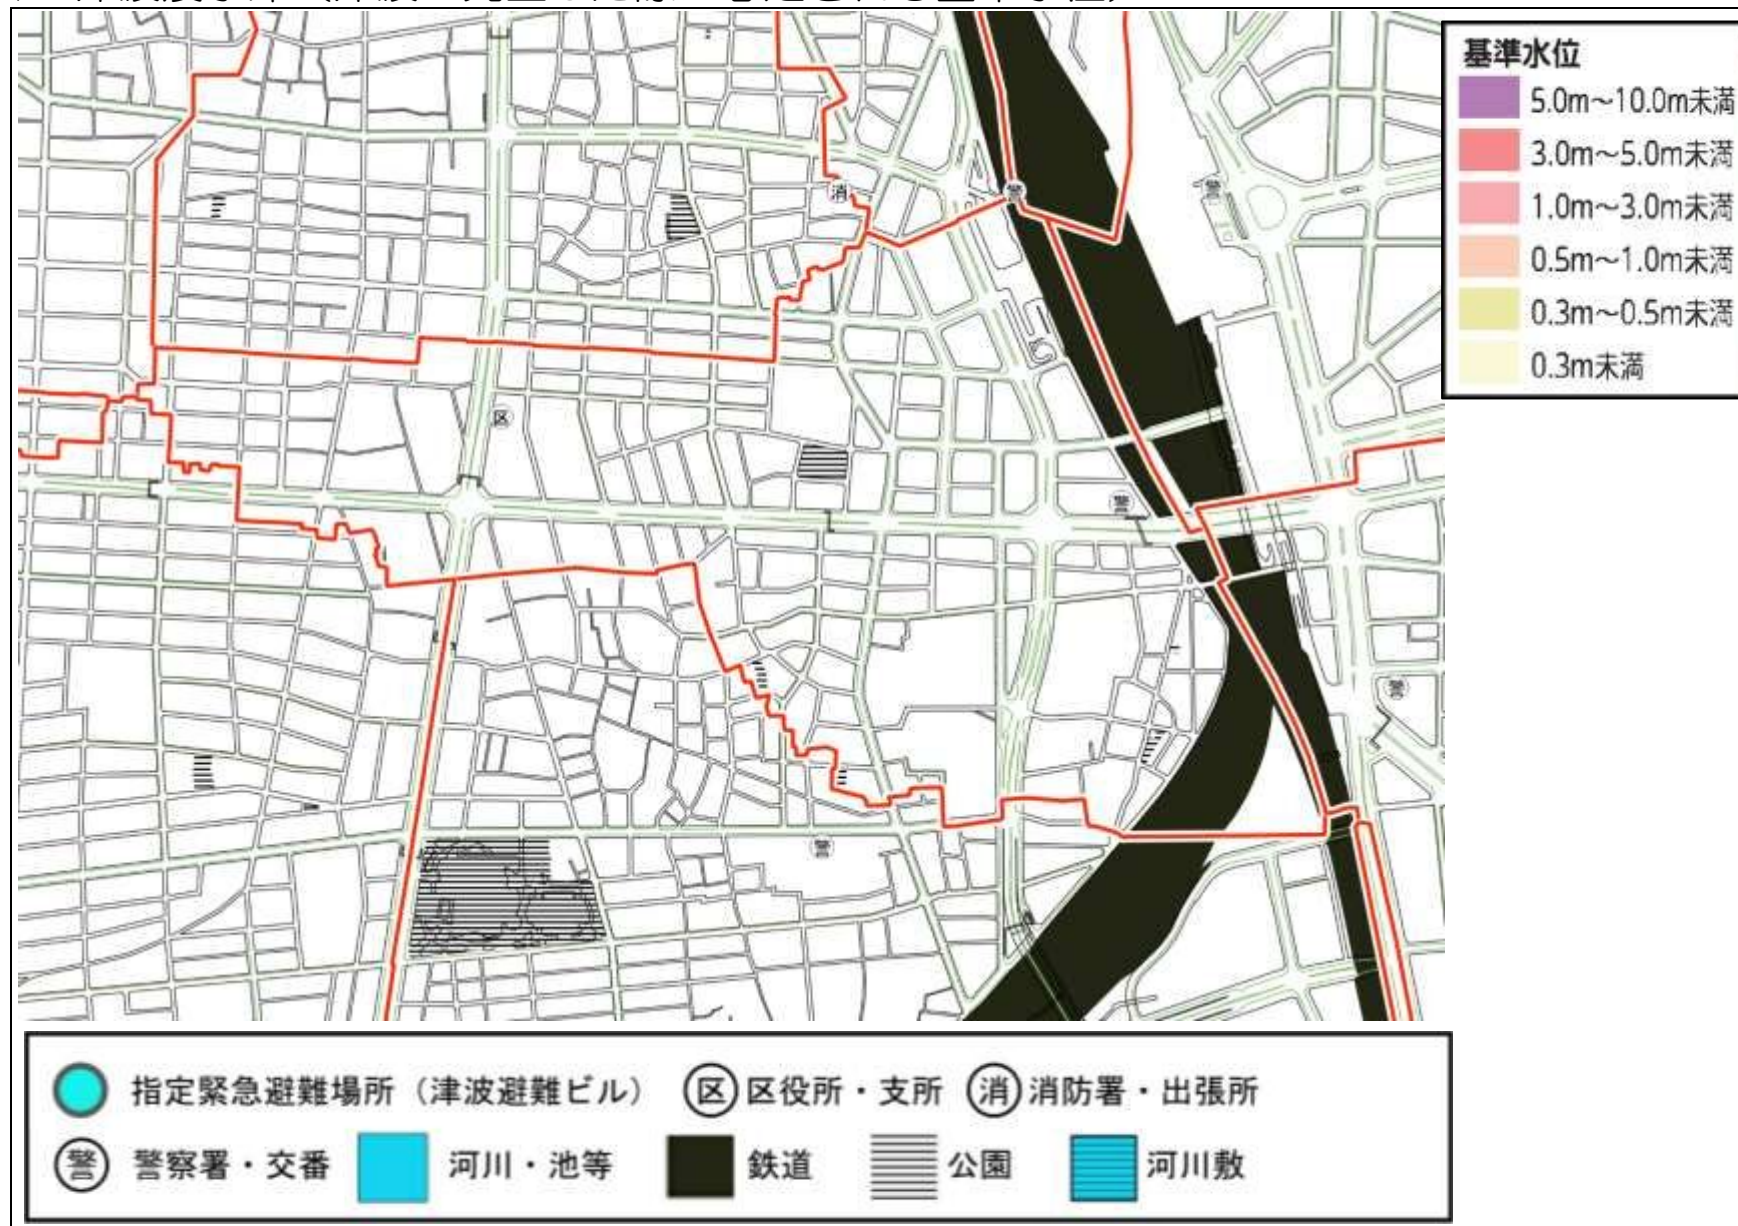 消
警
警
区
警
警
警
基準水位
5.0m～10.0m未満
3.0m～5.0m未満
1.0m～3.0m未満
0.5m～1.0m未満
0.3m～0.5m未満
0.3m未満
指定緊急避難場所（津波避難ビル） 区 区役所・支所 消 消防署・出張所
警 警察署・交番 河川・池等 鉄道 公園 河川敷